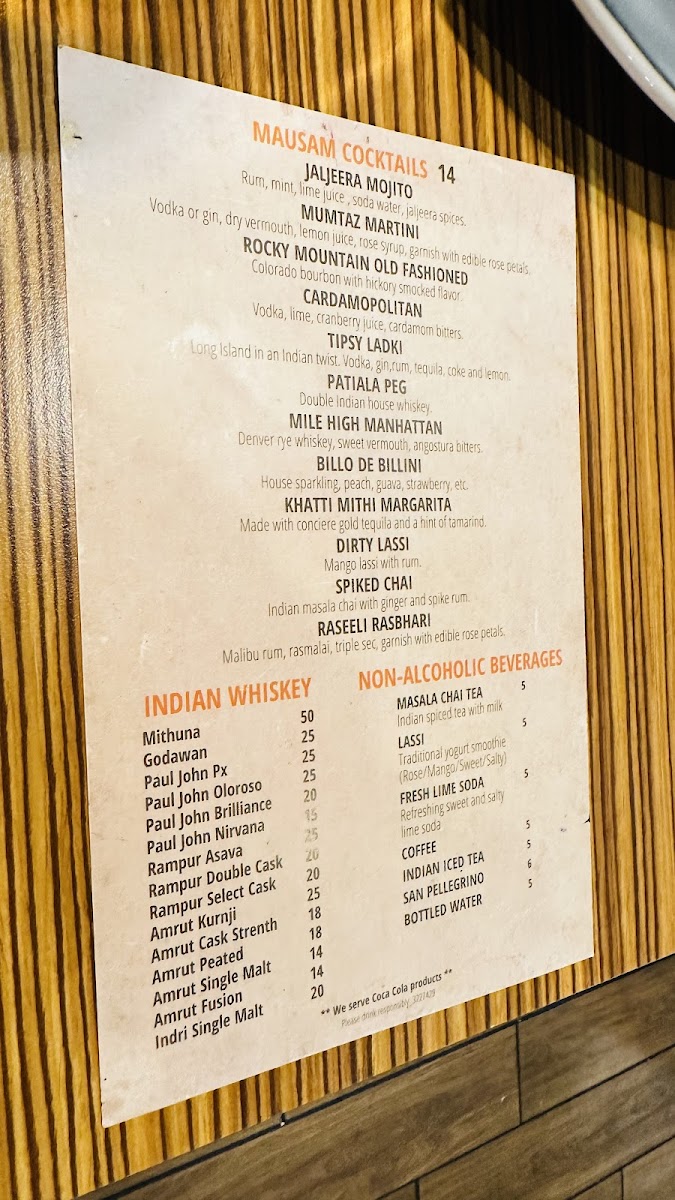 MAUSAM COCKTAILS 14
JALJEERA MOJITO
Rum, mint, lime juice , soda water, jaljeera spices.
MUMTAZ MARTINI
Vodka or gin, dry vermouth, lemon juice, rose syrup, garnish with edible rose petals.
ROCKY MOUNTAIN OLD FASHIONED
Colorado bourbon with hickory smocked flavor.
CARDAMOPOLITAN
Vodka, lime, cranberry juice, cardamom bitters.
TIPSY LADKI
Long Island in an Indian twist. Vodka, gin,rum, tequila, coke and lemon.
PATIALA PEG
Double Indian house whiskey.
MILE HIGH MANHATTAN
Denver rye whiskey, sweet vermouth, angostura bitters.
BILLO DE BILLINI
House sparkling, peach, guava, strawberry, etc.
KHATTI MITHI MARGARITA
Made with conciere gold tequila and a hint of tamarind.
DIRTY LASSI
Mango lassi with rum.
SPIKED CHAI
Indian masala chai with ginger and spike rum.
RASEELI RASBHARI
Malibu rum, rasmalai, triple sec, garnish with edible rose petals.
INDIAN WHISKEY
Mithuna 50
Godawan 25
Paul John Px 25
Paul John Oloroso 25
Paul John Brilliance 20
Paul John Nirvana 15
Rampur Asava 25
Rampur Double Cask 20
Rampur Select Cask 20
Amrut Kurnji 25
Amrut Cask Strenth 18
Amrut Peated 18
Amrut Single Malt 14
Amrut Fusion 14
Indri Single Malt 20
NON-ALCOHOLIC BEVERAGES
MASALA CHAI TEA 5
Indian spiced tea with milk
LASSI 5
Traditional yogurt smoothie
(Rose/Mango/Sweet/Salty)
FRESH LIME SODA 5
Refreshing sweet and salty
lime soda
COFFEE 5
INDIAN ICED TEA 5
SAN PELLEGRINO 6
BOTTLED WATER 5
** We serve Coca Cola products **
Please drink responsibly.